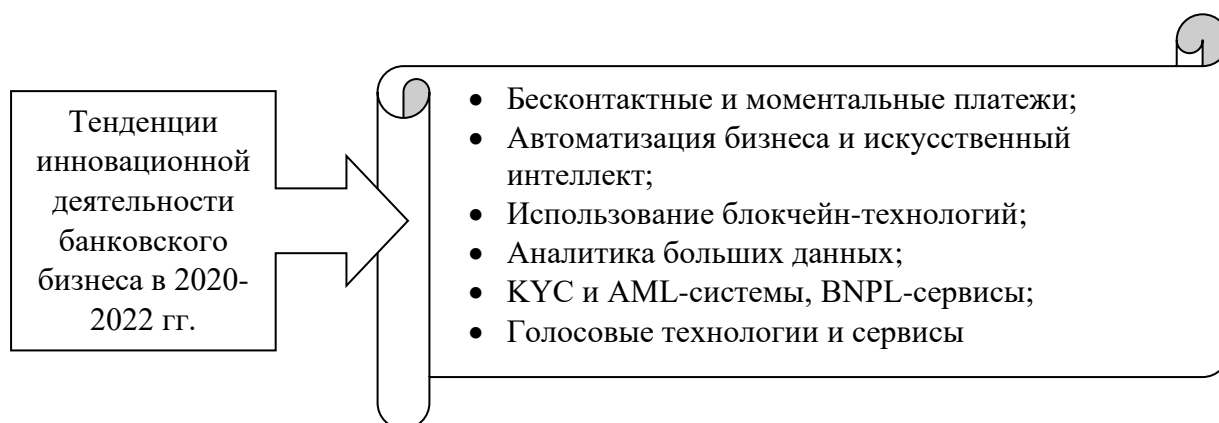 Тенденции
инновационной
деятельности
банковского
бизнеса в 2020-
2022 гг.
• Бесконтактные и моментальные платежи;
• Автоматизация бизнеса и искусственный
интеллект;
• Использование блокчейн-технологий;
• Аналитика больших данных;
• KYC и AML-системы, BNPL-сервисы;
• Голосовые технологии и сервисы